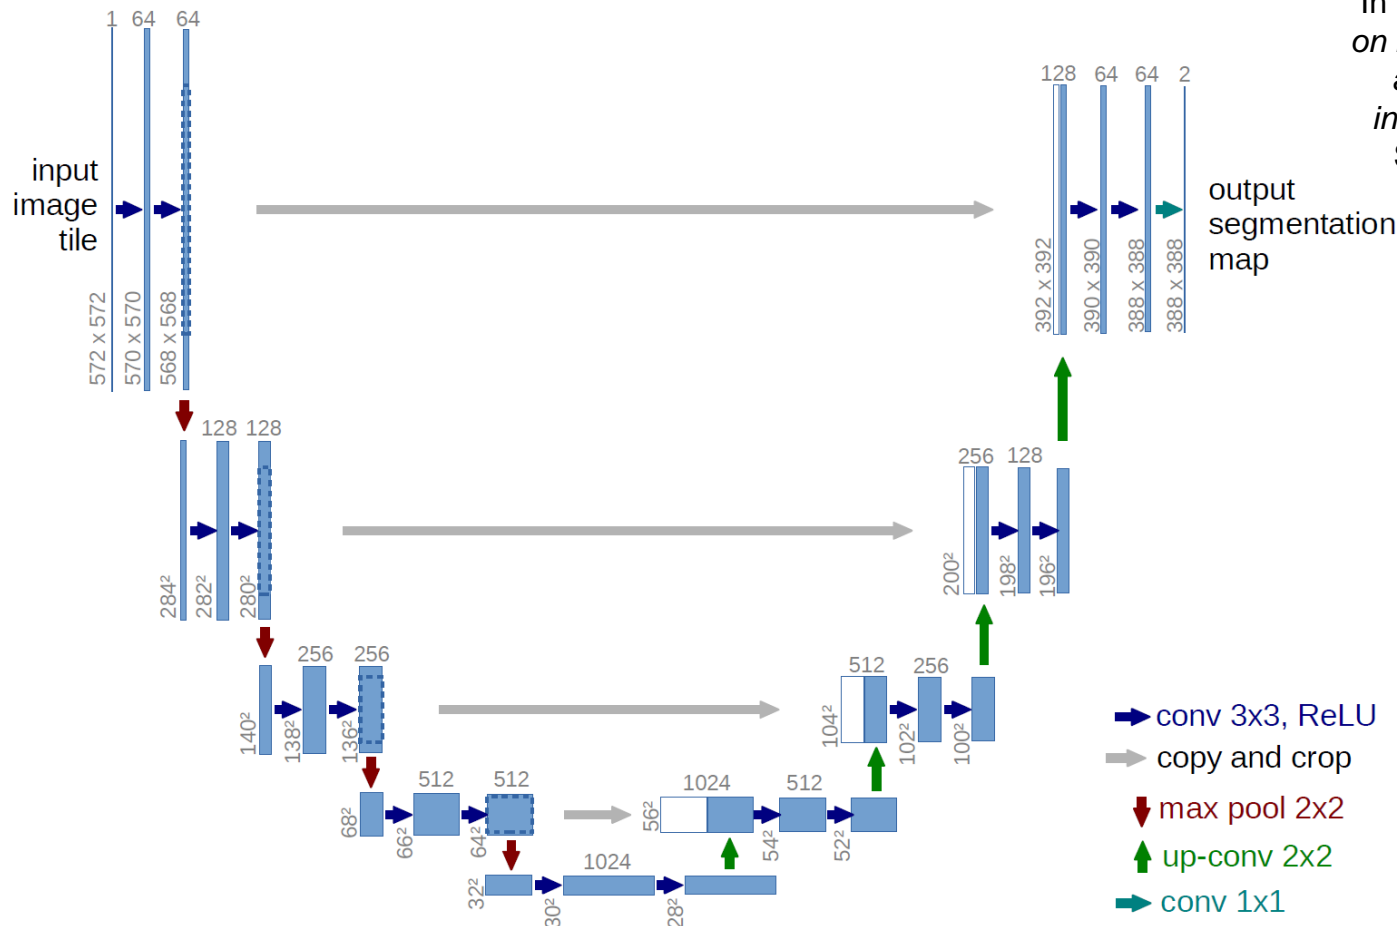 1 64 64
input
image
tile
572 x 572
570 x 570
568 x 568
128 64 64 2
392 x 392
390 x 390
388 x 388
388 x 388
output
segmentation
map
In
on
in
128 128
284²
282²
280²
256 128
200²
198²
196²
256 256
140²
138²
136²
512 256
104²
102²
100²
512 512
68²
66²
64²
1024 512
56²
54²
52²
1024
32²
30²
28²
conv 3x3, ReLU
copy and crop
max pool 2x2
up-conv 2x2
conv 1x1